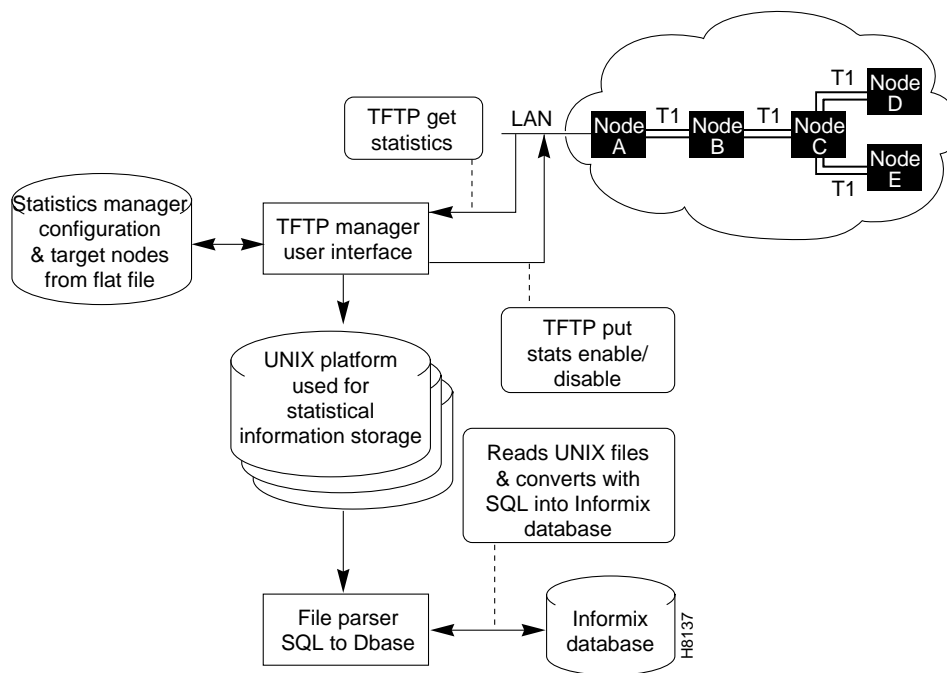 T1
Node
D
LAN
Node
A
T1
Node
B
T1
Node
C
T1
Node
E
TFTP get
statistics
Statistics manager
configuration
& target nodes
from flat file
TFTP manager
user interface
TFTP put
stats enable/
disable
UNIX platform
used for
statistical
information storage
Reads UNIX files
& converts with
SQL into Informix
database
File parser
SQL to Dbase
Informix
database
H8137